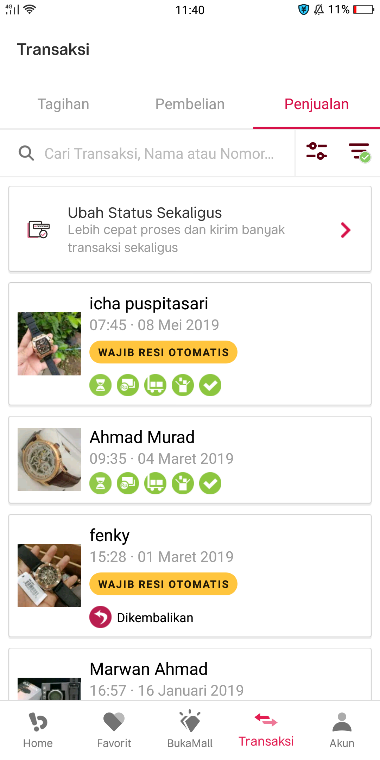 11:40
11%
Transaksi
Tagihan
Pembelian
Penjualan
Cari Transaksi, Nama atau Nomor...
Ubah Status Sekaligus
Lebih cepat proses dan kirim banyak
transaksi sekaligus
icha puspitasari
07:45 · 08 Mei 2019
WAJIB RESI OTOMATIS
Ahmad Murad
09:35 · 04 Maret 2019
fenky
15:28 · 01 Maret 2019
WAJIB RESI OTOMATIS
Dikembalikan
Marwan Ahmad
16:57 · 16 Januari 2019
Home
Favorit
BukaMall
Transaksi
Akun